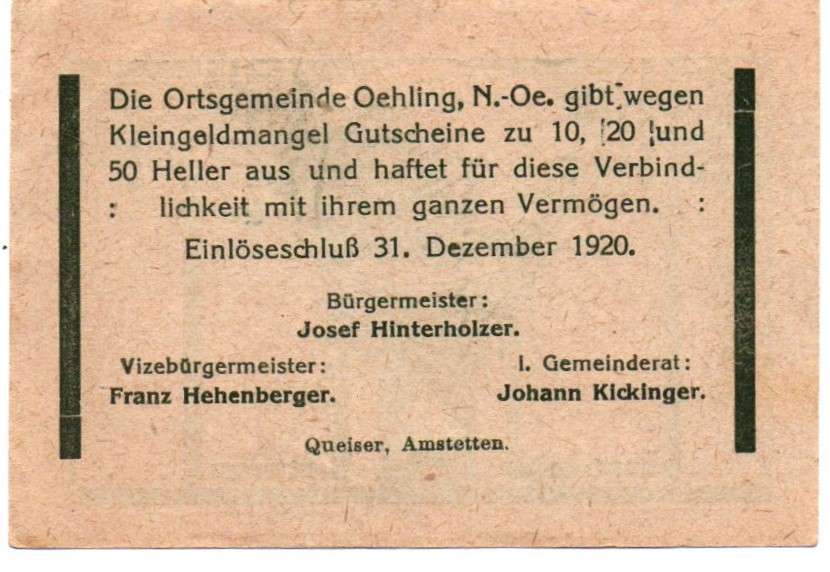 Die Ortsgemeinde Oehling, N.-Oe. gibt wegen
Kleingeldmangel Gutscheine zu 10, 20 und
50 Heller aus und haftet für diese Verbind-
: lichkeit mit ihrem ganzen Vermögen. :
Einlöseschluß 31. Dezember 1920.
Bürgermeister:
Josef Hinterholzer.
Vizebürgermeister:
Franz Hehenberger.
I. Gemeinderat:
Johann Kickinger.
Queiser, Amstetten.